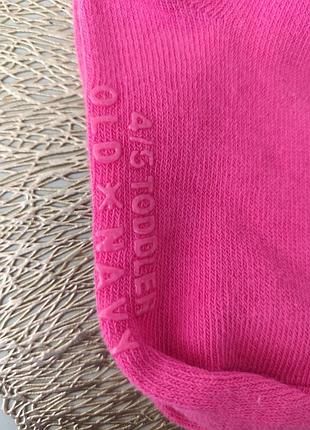 4/5 TODDLER
OLD * NAVY